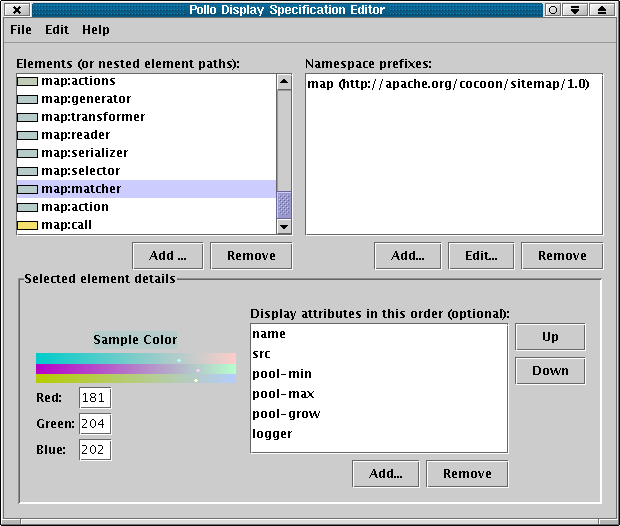 Pollo Display Specification Editor
File Edit Help
Elements (or nested element paths):
map:actions
map:generator
map:transformer
map:reader
map:serializer
map:selector
map:matcher
map:action
map:call
Add ... Remove
Namespace prefixes:
map (http://apache.org/cocoon/sitemap/1.0)
Add... Edit... Remove
Selected element details
Sample Color
Red: 181
Green: 204
Blue: 202
Display attributes in this order (optional):
name
src
pool-min
pool-max
pool-grow
logger
Up
Down
Add... Remove